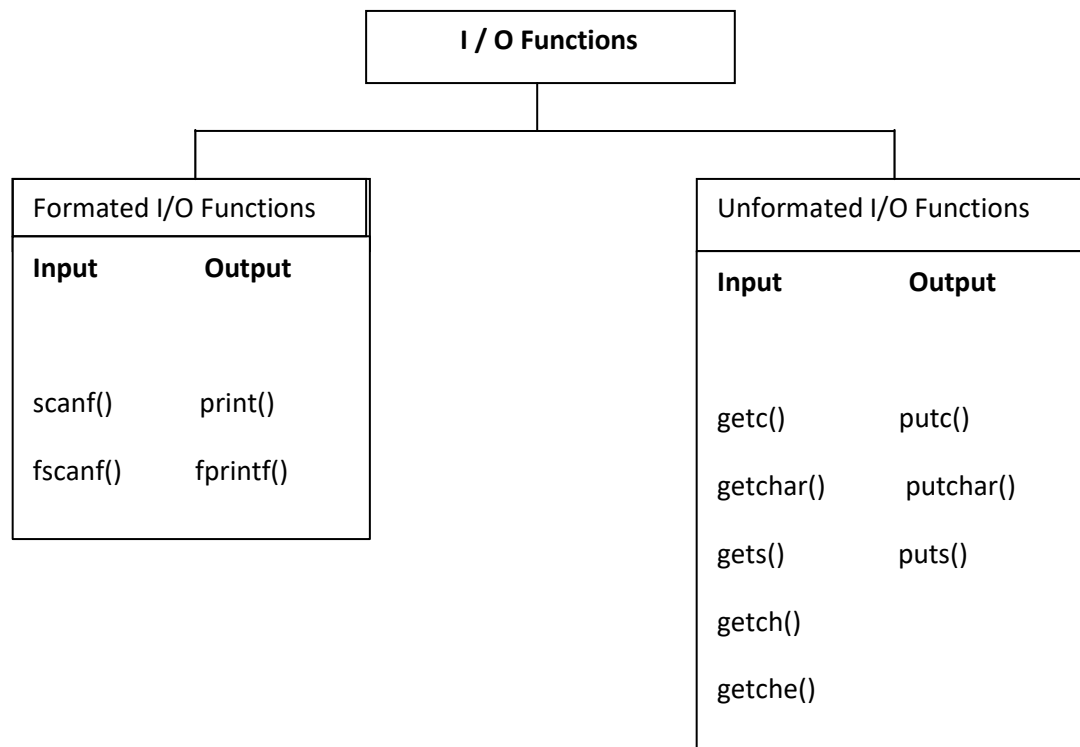 I / O Functions
Formated I/O Functions
Input Output
scanf() print()
fscanf() fprintf()
Unformated I/O Functions
Input Output
getc() putc()
getchar() putchar()
gets() puts()
getch()
getche()